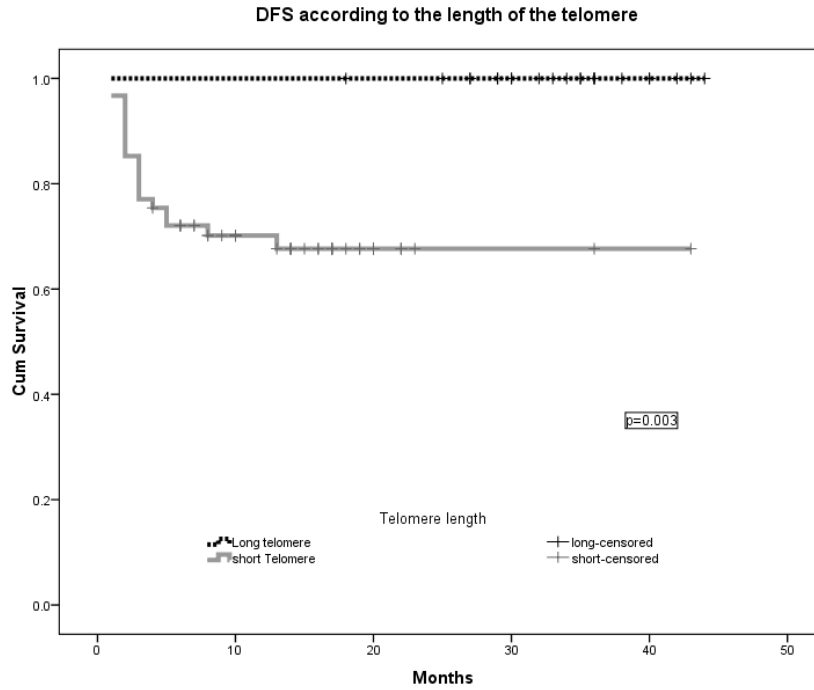 DFS according to the length of the telomere
1.0
0.8
0.6
0.4
0.2
0.0
Cum Survival
p=0.003
Telomere length
Long telomere
long-censored
short Telomere
short-censored
0 10 20 30 40 50
Months